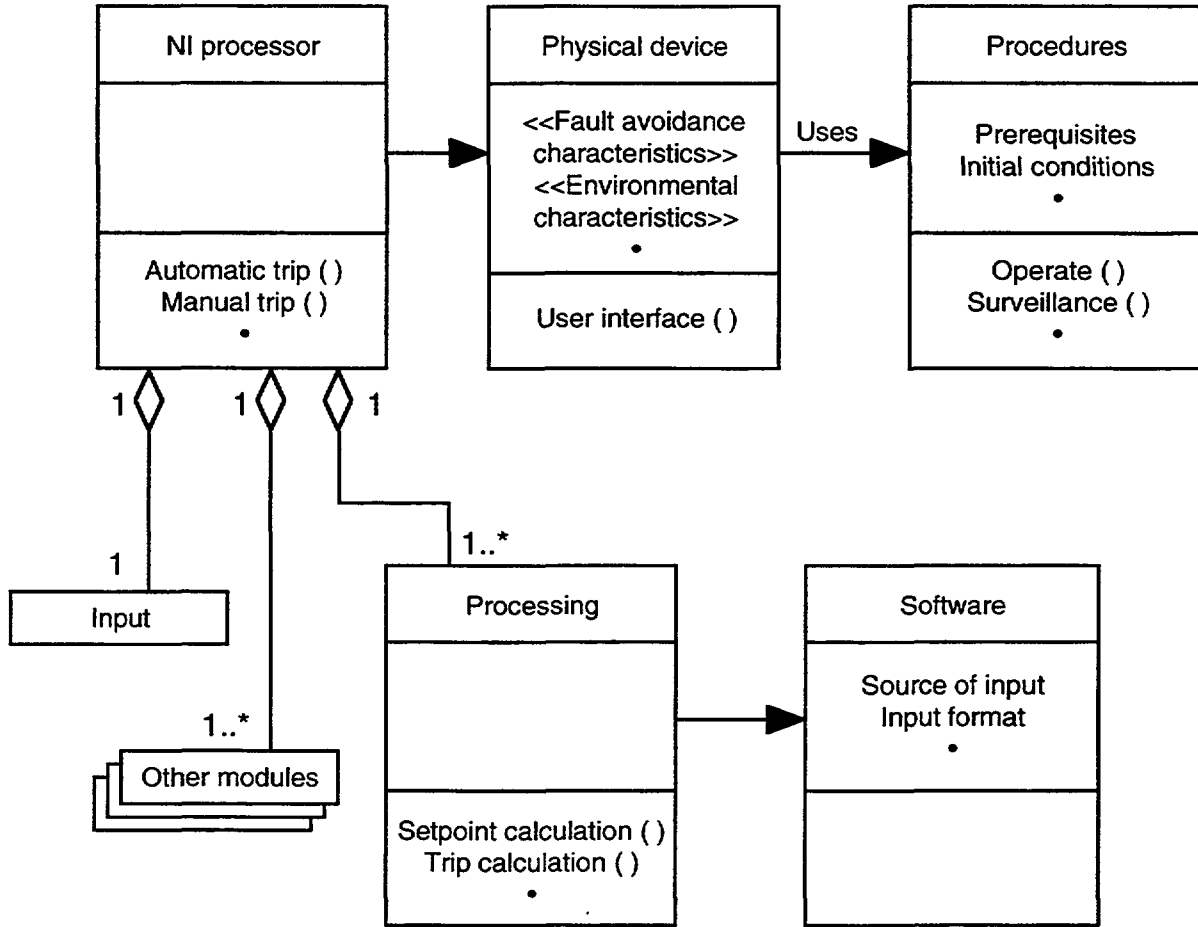 NI processor
Automatic trip ( )
Manual trip ( )
•
Physical device
<<Fault avoidance
characteristics>>
<<Environmental
characteristics>>
•
User interface ( )
Uses
Procedures
Prerequisites
Initial conditions
•
Operate ( )
Surveillance ( )
•
1
1
1
1
Input
1..*
Other modules
1..*
Processing
Setpoint calculation ( )
Trip calculation ( )
•
Software
Source of input
Input format
•